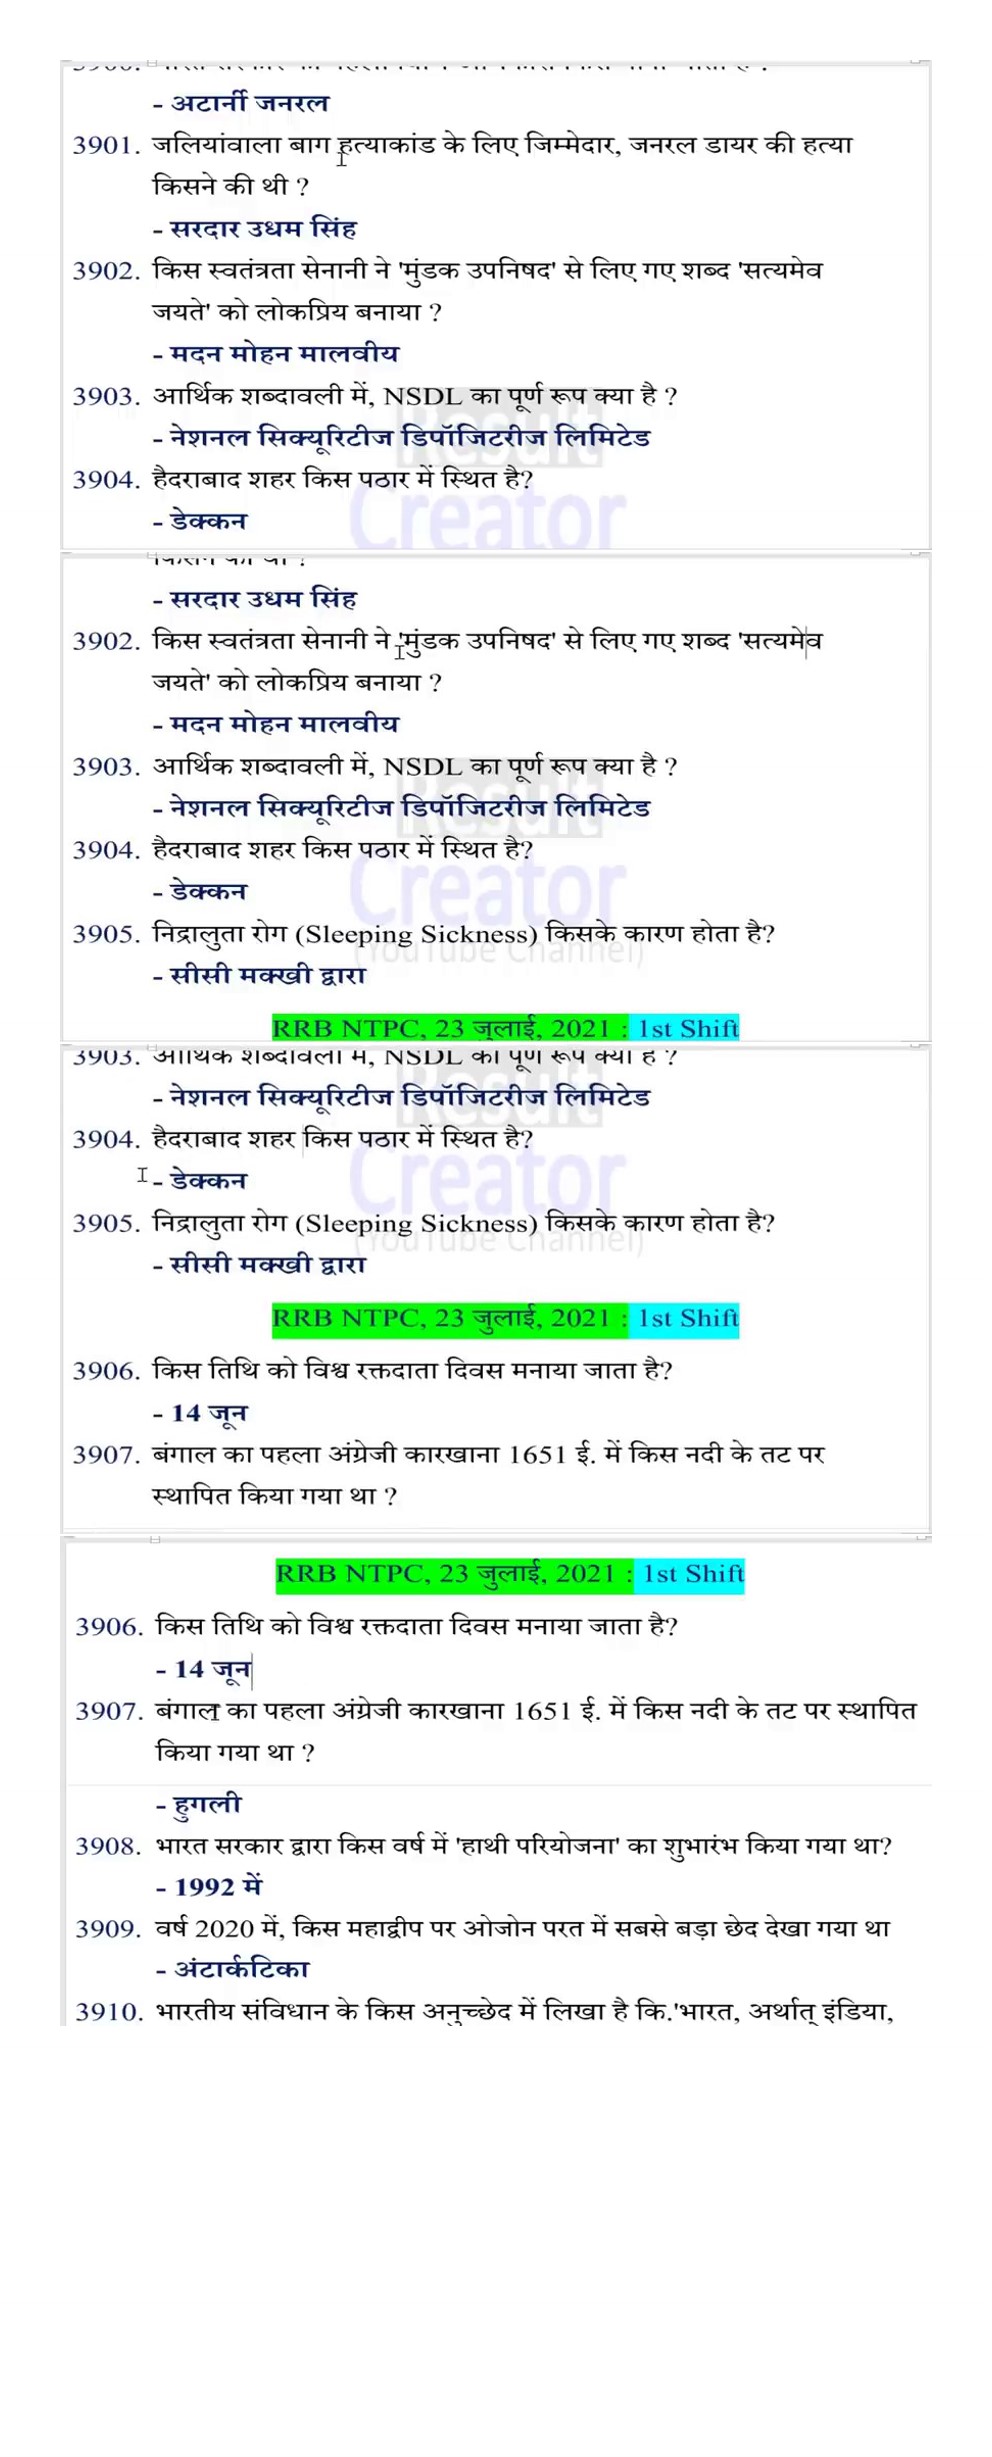 - अटार्नी जनरल
3901. जलियांवाला बाग हत्याकांड के लिए जिम्मेदार, जनरल डायर की हत्या
किसने की थी ?
- सरदार उधम सिंह
3902. किस स्वतंत्रता सेनानी ने 'मुंडक उपनिषद' से लिए गए शब्द 'सत्यमेव
जयते' को लोकप्रिय बनाया ?
- मदन मोहन मालवीय
3903. आर्थिक शब्दावली में, NSDL का पूर्ण रूप क्या है ?
Result
- नेशनल सिक्यूरिटीज डिपॉजिटरीज लिमिटेड
3904. हैदराबाद शहर किस पठार में स्थित है?
Creator
- डेक्कन
किसने की थी ?
- सरदार उधम सिंह
3902. किस स्वतंत्रता सेनानी ने 'मुंडक उपनिषद' से लिए गए शब्द 'सत्यमेव
जयते' को लोकप्रिय बनाया ?
- मदन मोहन मालवीय
3903. आर्थिक शब्दावली में, NSDL का पूर्ण रूप क्या है ?
Result
- नेशनल सिक्यूरिटीज डिपॉजिटरीज लिमिटेड
3904. हैदराबाद शहर किस पठार में स्थित है?
Creator
- डेक्कन
3905. निद्रालुता रोग (Sleeping Sickness) किसके कारण होता है?
(YouTube Channel)
- सीसी मक्खी द्वारा
RRB NTPC, 23 जुलाई, 2021 : 1st Shift
3903. आर्थिक शब्दावली में, NSDL का पूर्ण रूप क्या है ?
Result
- नेशनल सिक्यूरिटीज डिपॉजिटरीज लिमिटेड
3904. हैदराबाद शहर किस पठार में स्थित है?
Creator
- डेक्कन
3905. निद्रालुता रोग (Sleeping Sickness) किसके कारण होता है?
(YouTube Channel)
- सीसी मक्खी द्वारा
RRB NTPC, 23 जुलाई, 2021 : 1st Shift
3906. किस तिथि को विश्व रक्तदाता दिवस मनाया जाता है?
- 14 जून
3907. बंगाल का पहला अंग्रेजी कारखाना 1651 ई. में किस नदी के तट पर
स्थापित किया गया था ?
RRB NTPC, 23 जुलाई, 2021 : 1st Shift
3906. किस तिथि को विश्व रक्तदाता दिवस मनाया जाता है?
- 14 जून
3907. बंगाल का पहला अंग्रेजी कारखाना 1651 ई. में किस नदी के तट पर स्थापित
किया गया था ?
- हुगली
3908. भारत सरकार द्वारा किस वर्ष में 'हाथी परियोजना' का शुभारंभ किया गया था?
- 1992 में
3909. वर्ष 2020 में, किस महाद्वीप पर ओजोन परत में सबसे बड़ा छेद देखा गया था
- अंटार्कटिका
3910. भारतीय संविधान के किस अनुच्छेद में लिखा है कि.'भारत, अर्थात् इंडिया,